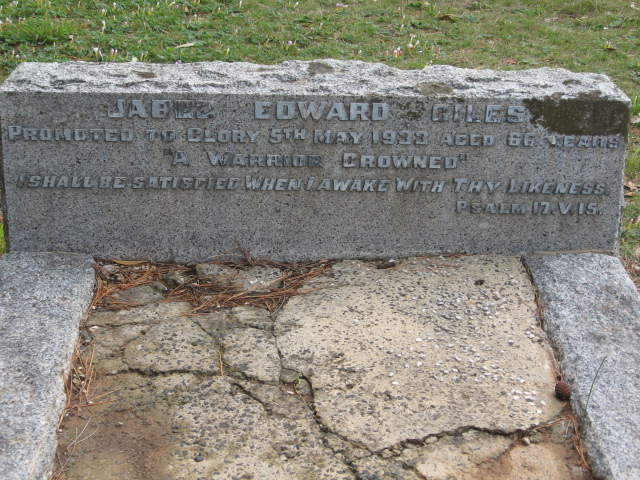 JABEZ EDWARD GILES
PROMOTED TO GLORY 5TH MAY 1933 AGED 66 YEARS
"A WARRIOR CROWNED"
I SHALL BE SATISFIED WHEN I AWAKE WITH THY LIKENESS.
PSALM 17. V. 15.